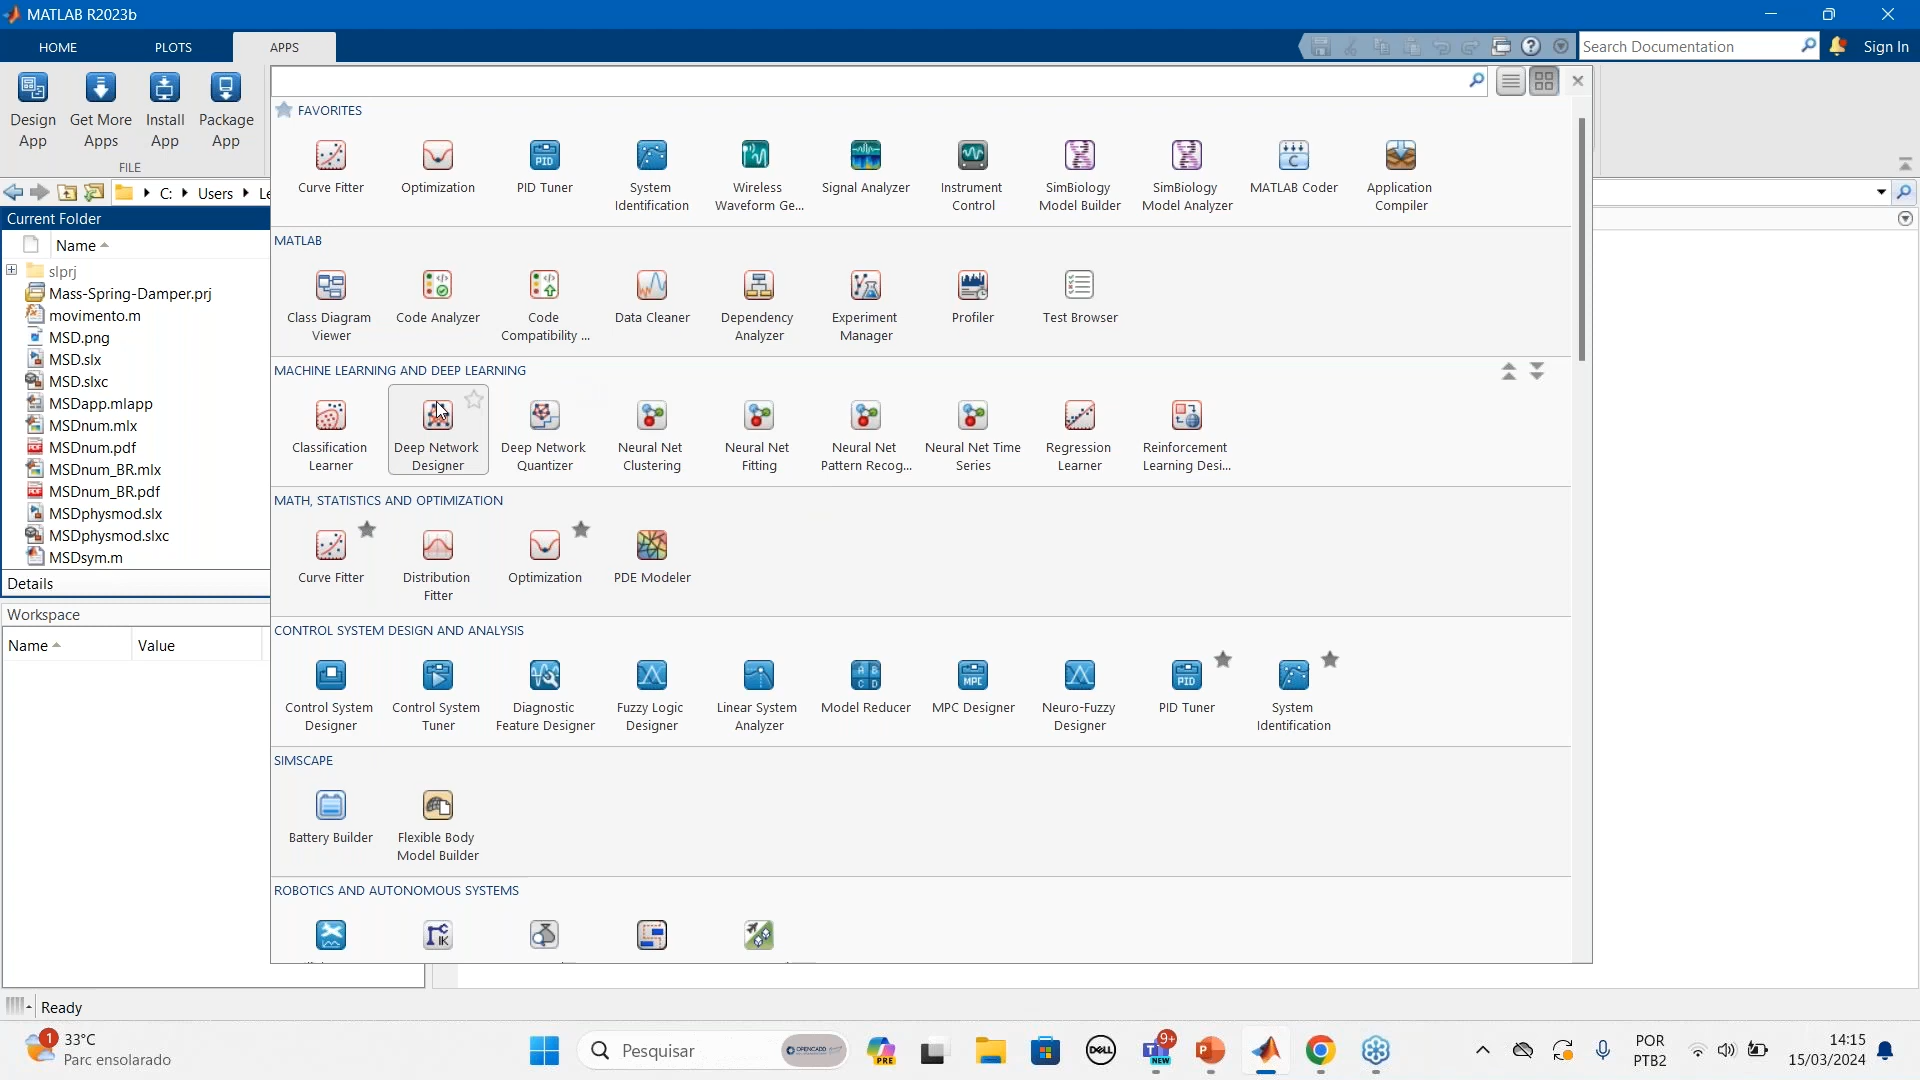 MATLAB R2023b
HOME
PLOTS
APPS
Search Documentation
Sign In
Design App
Get More Apps
Install App
Package App
FILE
C:
Users
Le
Current Folder
Name
slprj
Mass-Spring-Damper.prj
movimento.m
MSD.png
MSD.slx
MSD.slxc
MSDapp.mlapp
MSDnum.mlx
MSDnum.pdf
MSDnum_BR.mlx
MSDnum_BR.pdf
MSDphysmod.slx
MSDphysmod.slxc
MSDsym.m
Details
Workspace
Name
Value
FAVORITES
Curve Fitter
Optimization
PID Tuner
System Identification
Wireless Waveform Ge...
Signal Analyzer
Instrument Control
SimBiology Model Builder
SimBiology Model Analyzer
MATLAB Coder
Application Compiler
MATLAB
Class Diagram Viewer
Code Analyzer
Code Compatibility ...
Data Cleaner
Dependency Analyzer
Experiment Manager
Profiler
Test Browser
MACHINE LEARNING AND DEEP LEARNING
Classification Learner
Deep Network Designer
Deep Network Quantizer
Neural Net Clustering
Neural Net Fitting
Neural Net Pattern Recog...
Neural Net Time Series
Regression Learner
Reinforcement Learning Desi...
MATH, STATISTICS AND OPTIMIZATION
Curve Fitter
Distribution Fitter
Optimization
PDE Modeler
CONTROL SYSTEM DESIGN AND ANALYSIS
Control System Designer
Control System Tuner
Diagnostic Feature Designer
Fuzzy Logic Designer
Linear System Analyzer
Model Reducer
MPC Designer
Neuro-Fuzzy Designer
PID Tuner
System Identification
SIMSCAPE
Battery Builder
Flexible Body Model Builder
ROBOTICS AND AUTONOMOUS SYSTEMS
Ready
33°C
Parc ensolarado
Pesquisar
POR
PTB2
14:15
15/03/2024